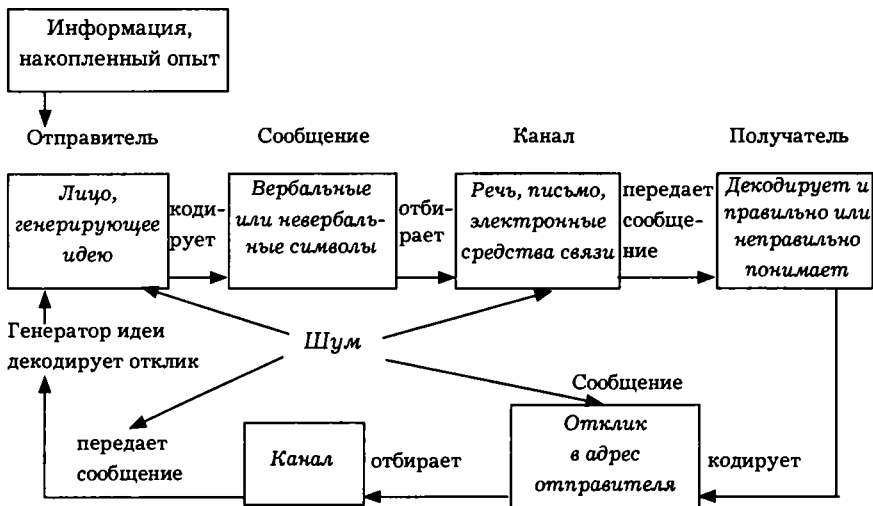 Информация,
накопленный опыт
Отправитель
Сообщение
Канал
Получатель
Лицо,
генерирующее
идею
коди-
рует
Вербальные
или невербаль-
ные символы
отби-
рает
Речь, письмо,
электронные
средства связи
передает
сообще-
ние
Декодирует и
правильно или
неправильно
понимает
Генератор идеи
декодирует отклик
Шум
Сообщение
передает
сообщение
Канал
отбирает
Отклик
в адрес
отправителя
кодирует